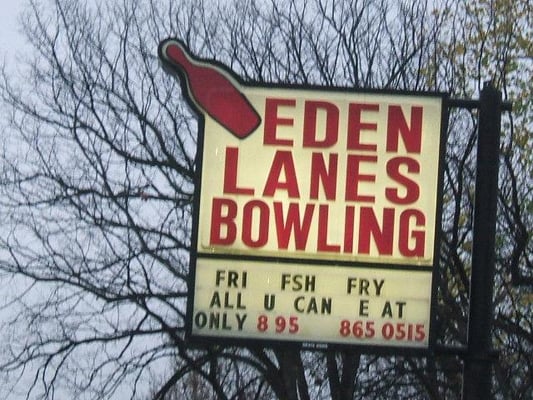 EDEN
LANES
BOWLING
FRI FSH FRY
ALL U CAN E AT
ONLY 8 95 865 0515